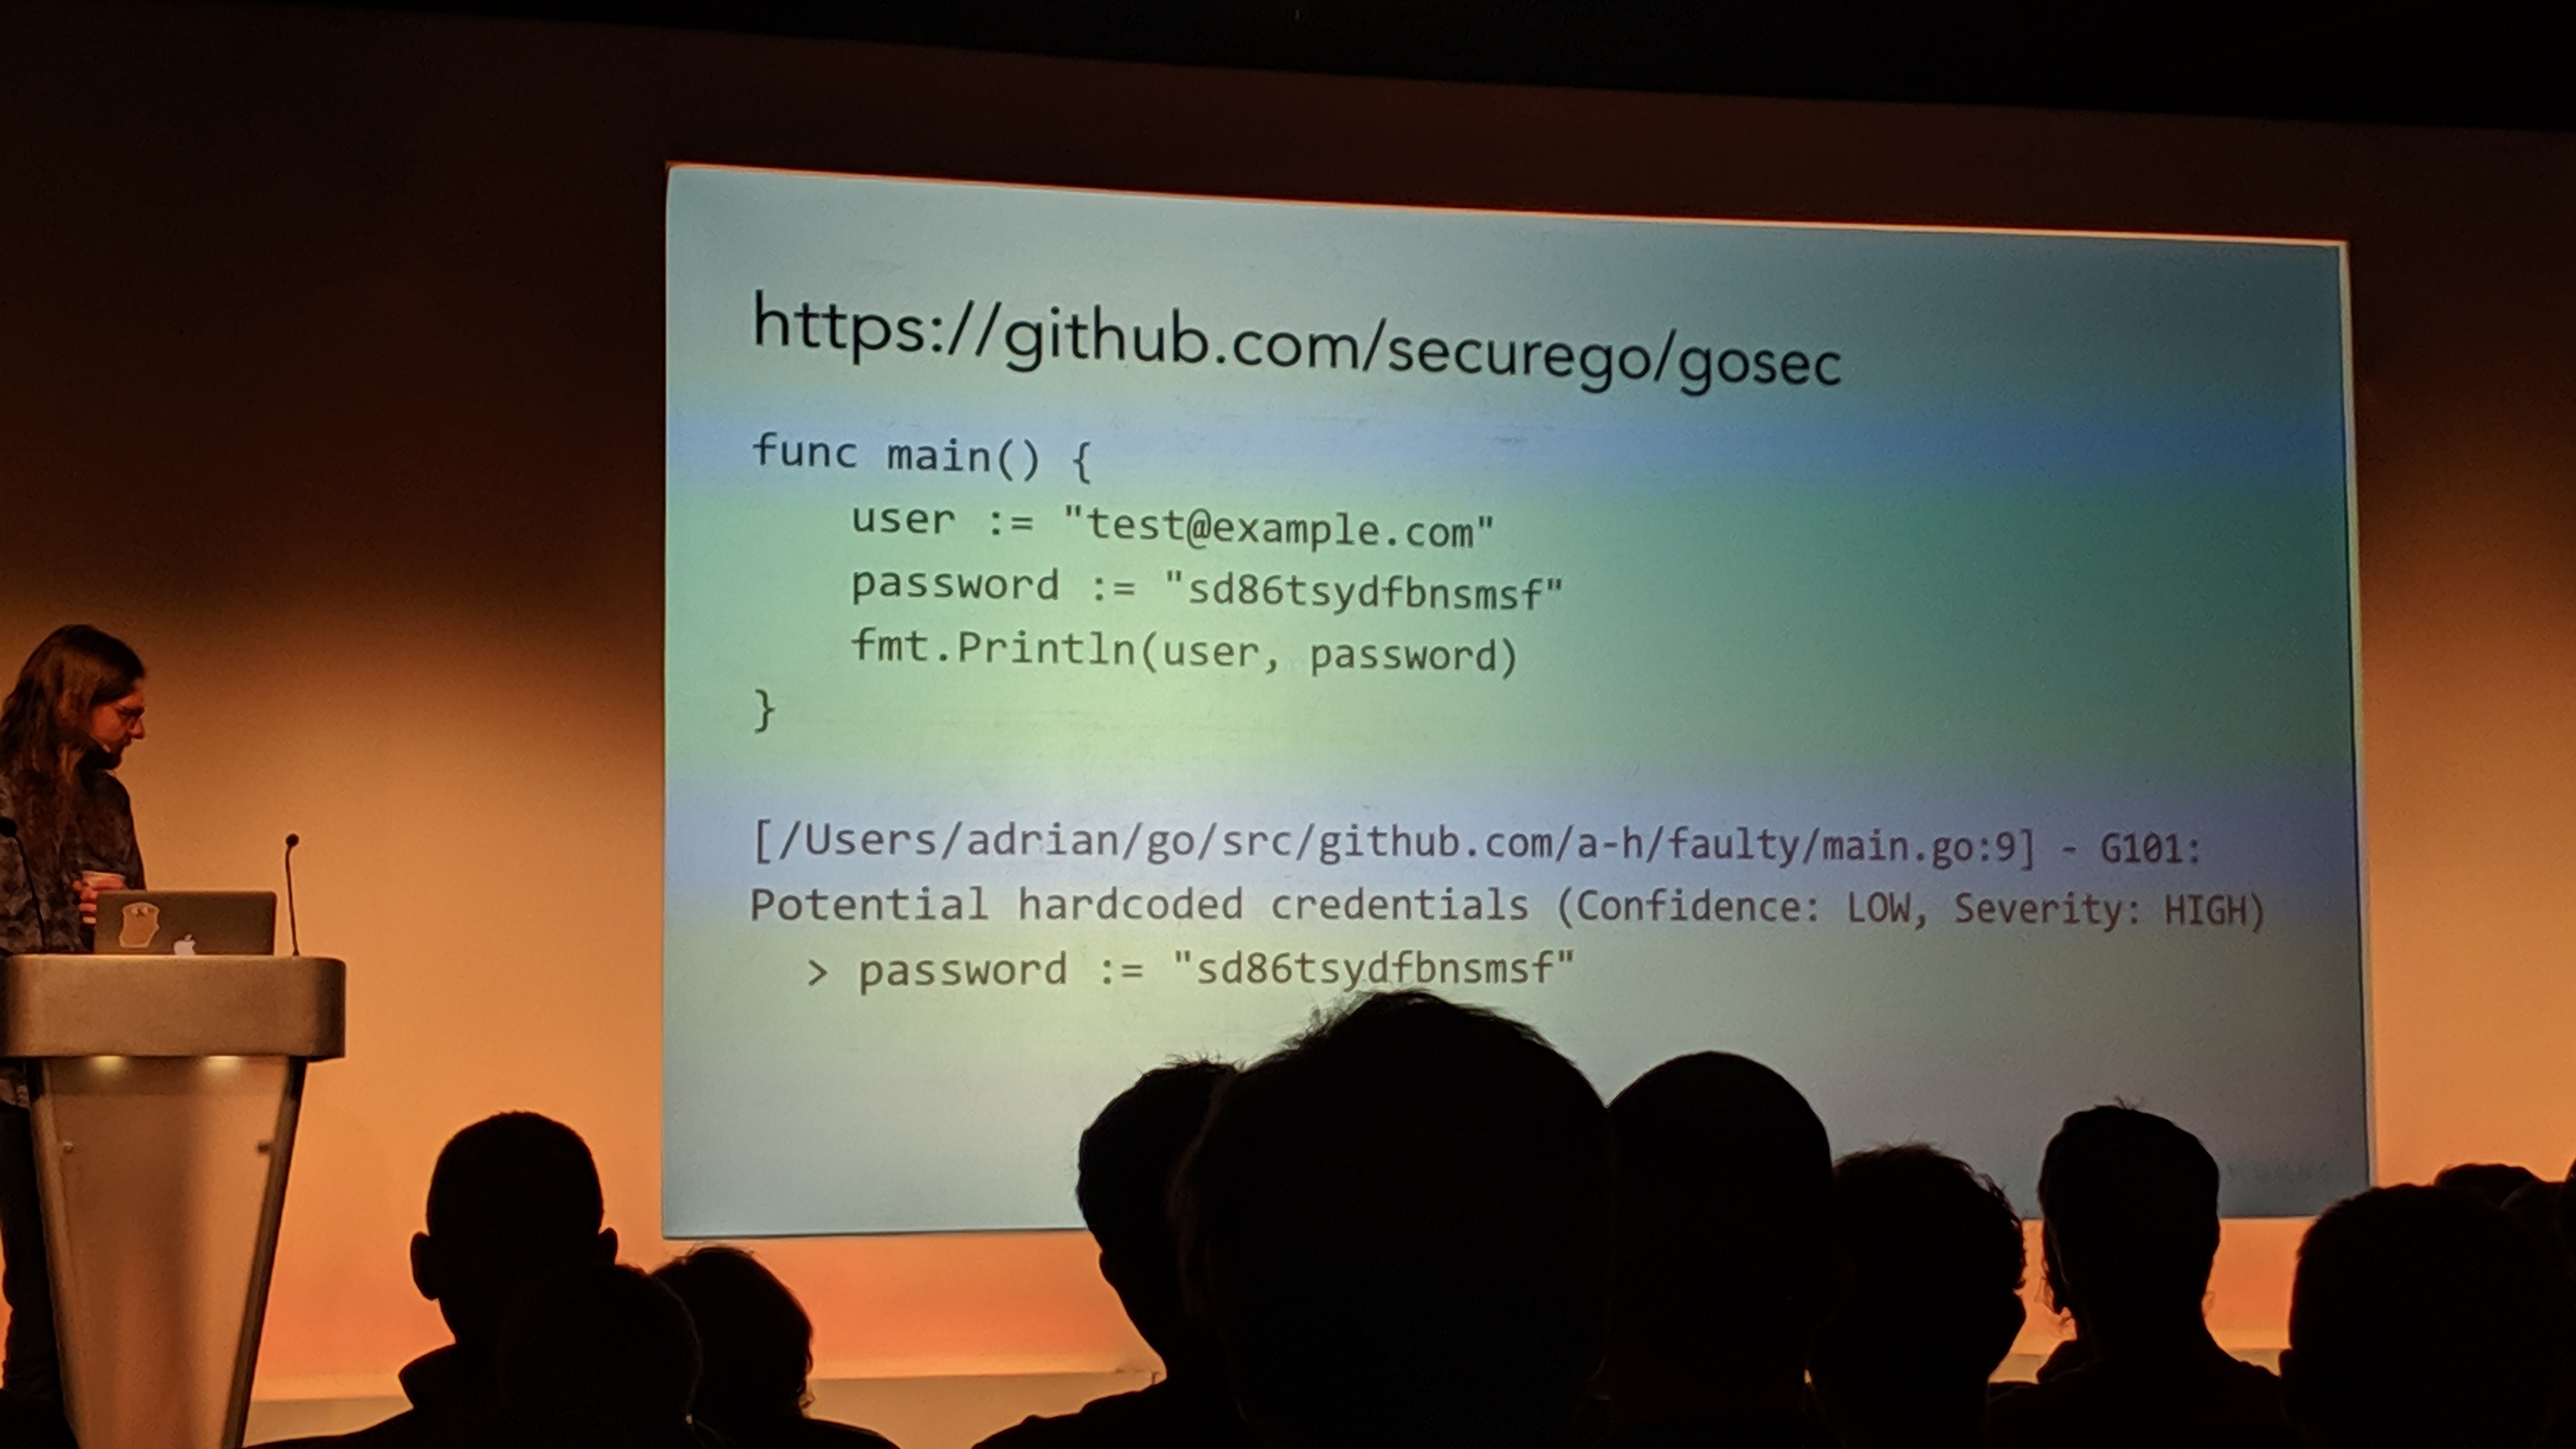 https://github.com/securego/gosec
func main() {
    user := "test@example.com"
    password := "sd86tsydfbnsmsf"
    fmt.Println(user, password)
}
[/Users/adrian/go/src/github.com/a-h/faulty/main.go:9] - G101:
Potential hardcoded credentials (Confidence: LOW, Severity: HIGH)
  > password := "sd86tsydfbnsmsf"